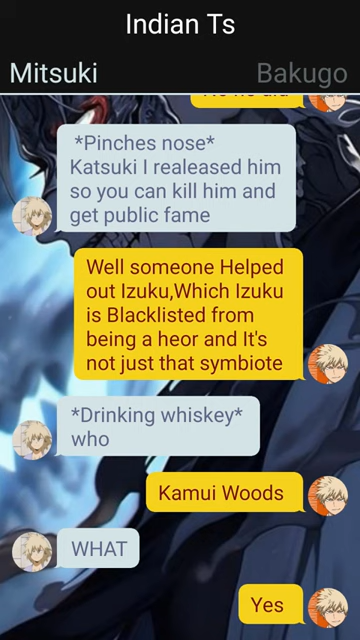 Indian Ts
Mitsuki Bakugo
*Pinches nose*
Katsuki I realeased him
so you can kill him and
get public fame
Well someone Helped
out Izuku,Which Izuku
is Blacklisted from
being a heor and It's
not just that symbiote
*Drinking whiskey*
who
Kamui Woods
WHAT
Yes